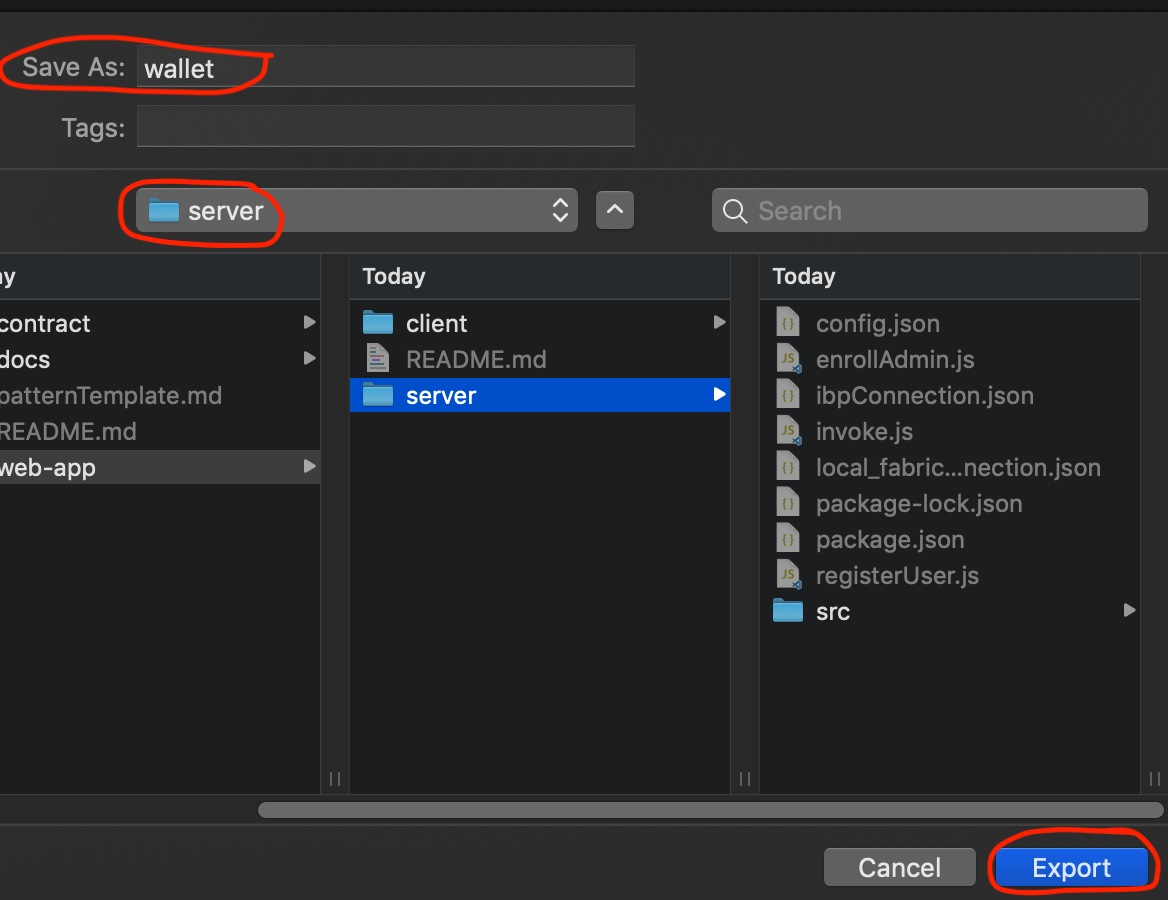 Save As: wallet
Tags:
server
Search
ay
Today
Today
contract
docs
patternTemplate.md
README.md
web-app
client
README.md
server
config.json
enrollAdmin.js
ibpConnection.json
invoke.js
local_fabric...nection.json
package-lock.json
package.json
registerUser.js
src
Cancel
Export